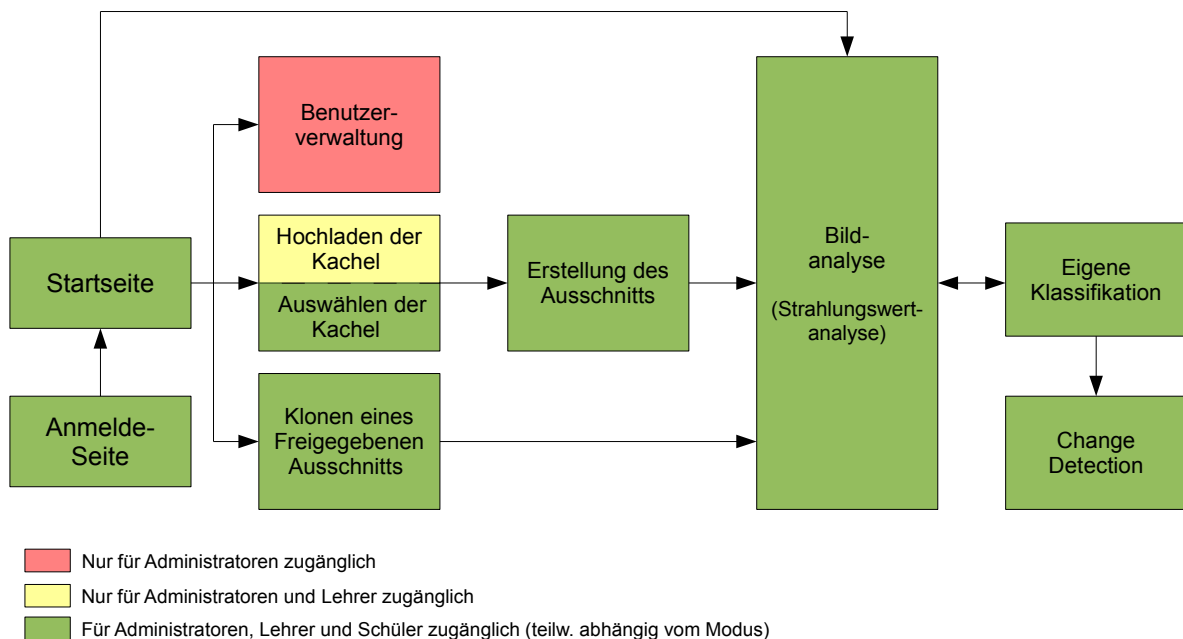 Benutzer-
verwaltung
Hochladen der
Kachel
Auswählen der
Kachel
Startseite
Anmelde-
Seite
Klonen eines
Freigegebenen
Ausschnitts
Erstellung des
Ausschnitts
Bild-
analyse
(Strahlungswert-
analyse)
Eigene
Klassifikation
Change
Detection
Nur für Administratoren zugänglich
Nur für Administratoren und Lehrer zugänglich
Für Administratoren, Lehrer und Schüler zugänglich (teilw. abhängig vom Modus)